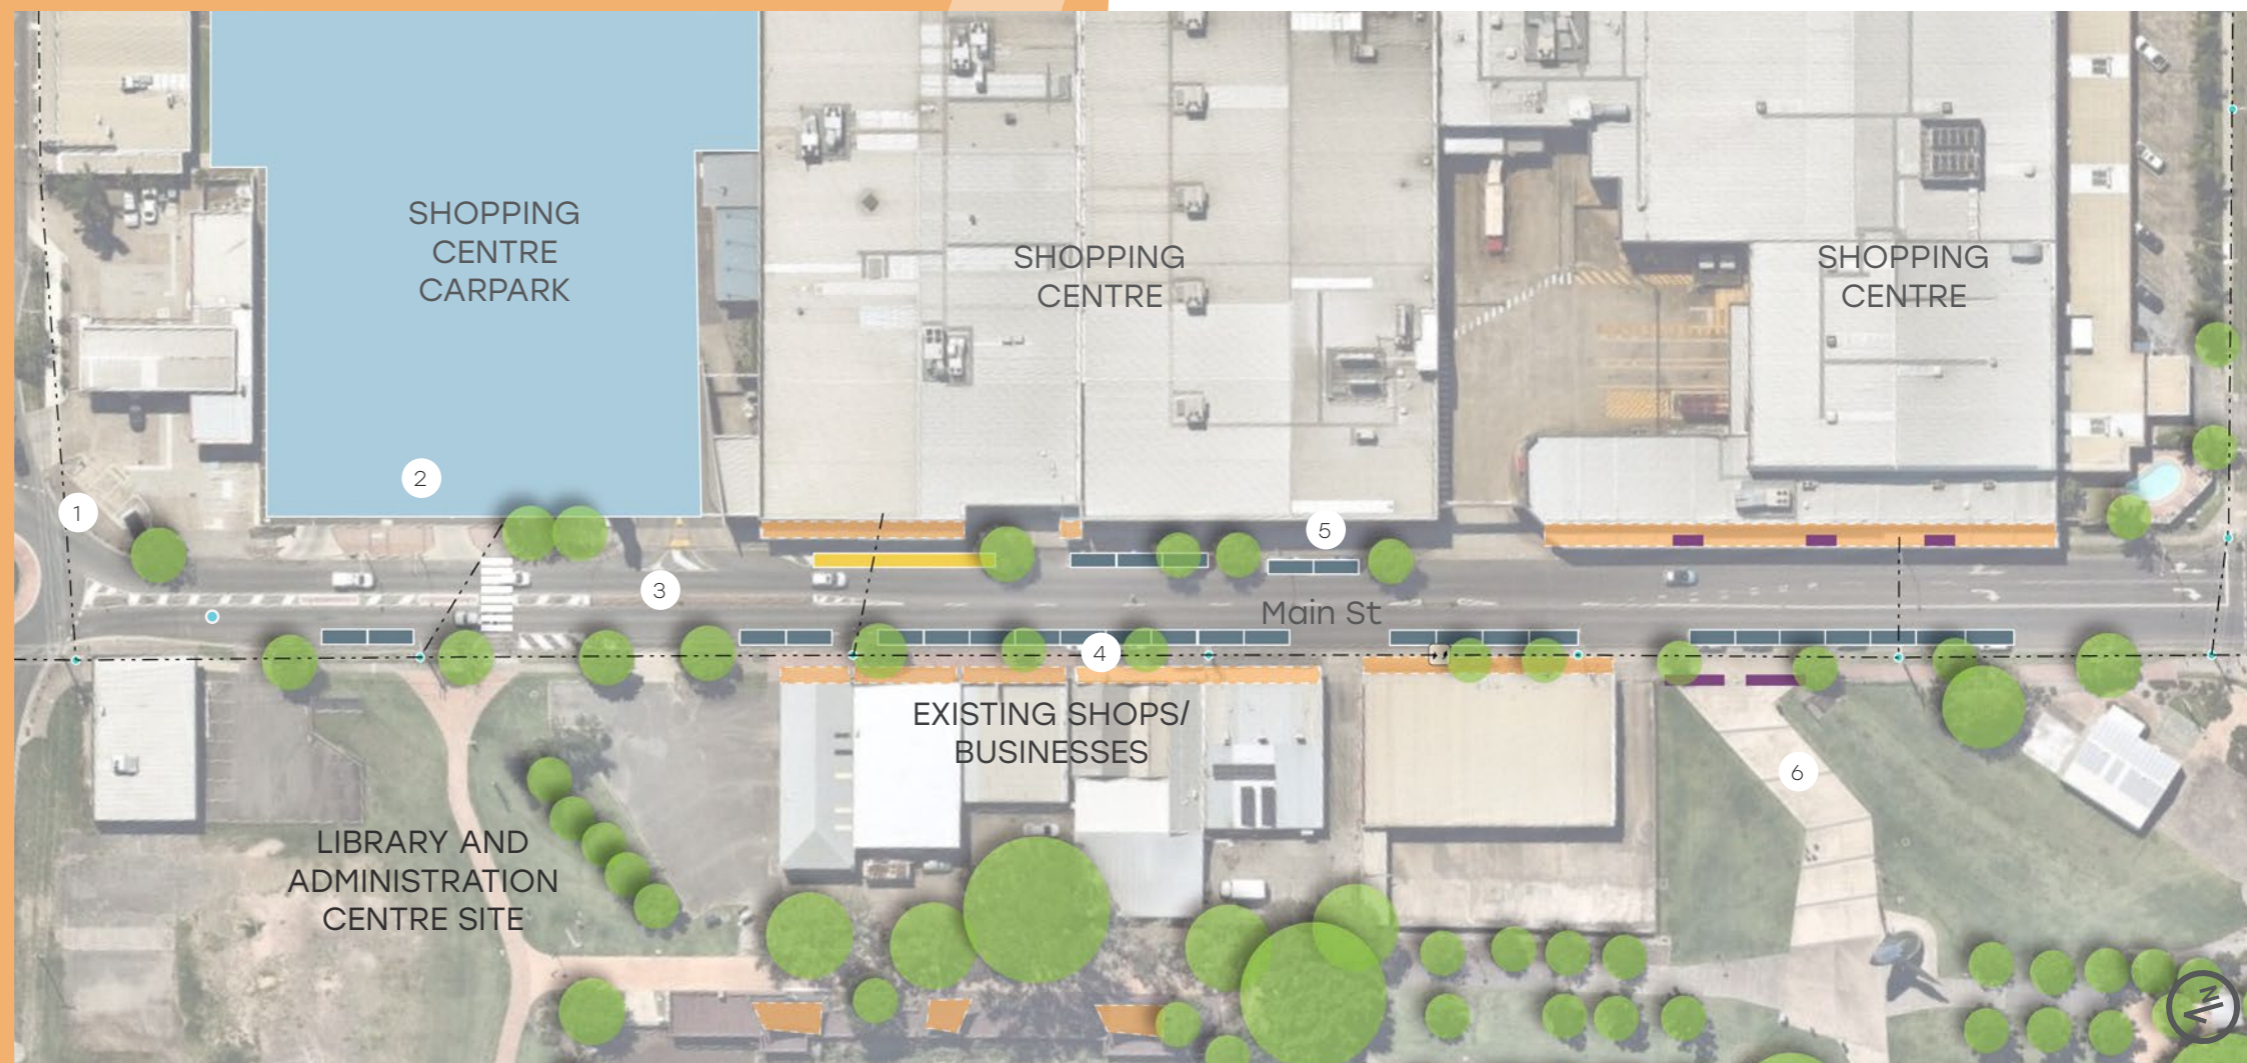 SHOPPING
CENTRE
CARPARK
SHOPPING
CENTRE
SHOPPING
CENTRE
2
1
5
3
Main St
4
EXISTING SHOPS/
BUSINESSES
6
LIBRARY AND
ADMINISTRATION
CENTRE SITE
N